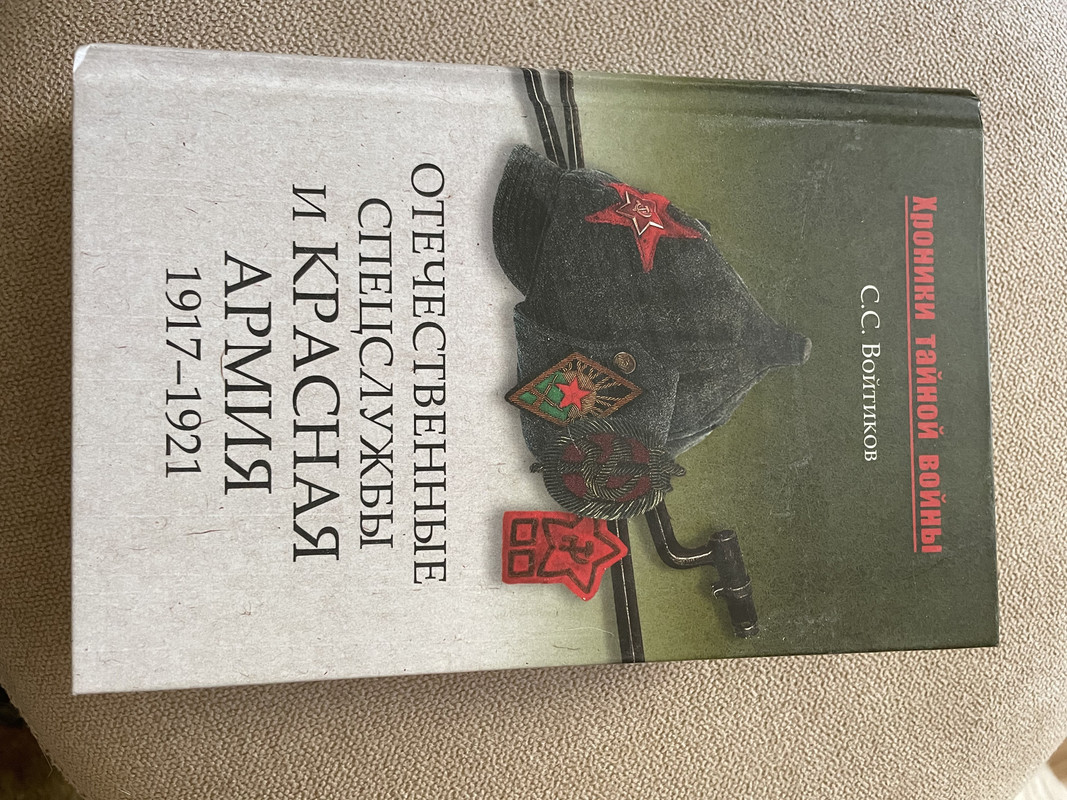 Хроники тайной войны
С.С. Войтиков
ОТЕЧЕСТВЕННЫЕ
СПЕЦСЛУЖБЫ
И КРАСНАЯ
АРМИЯ
1917–1921